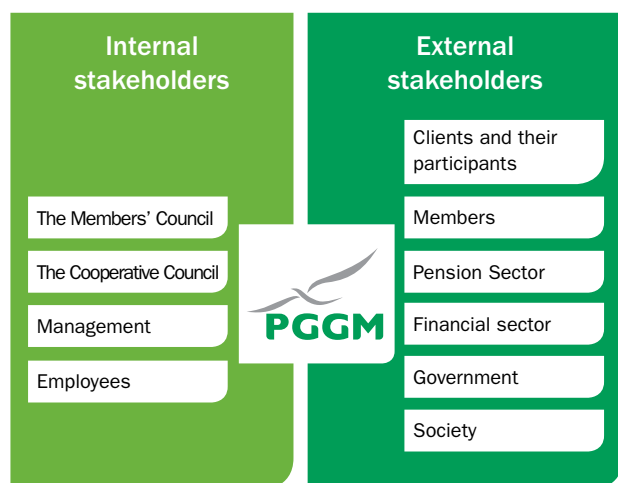 Internal
stakeholders
The Members' Council
The Cooperative Council
Management
Employees
PGGM
External
stakeholders
Clients and their
participants
Members
Pension Sector
Financial sector
Government
Society